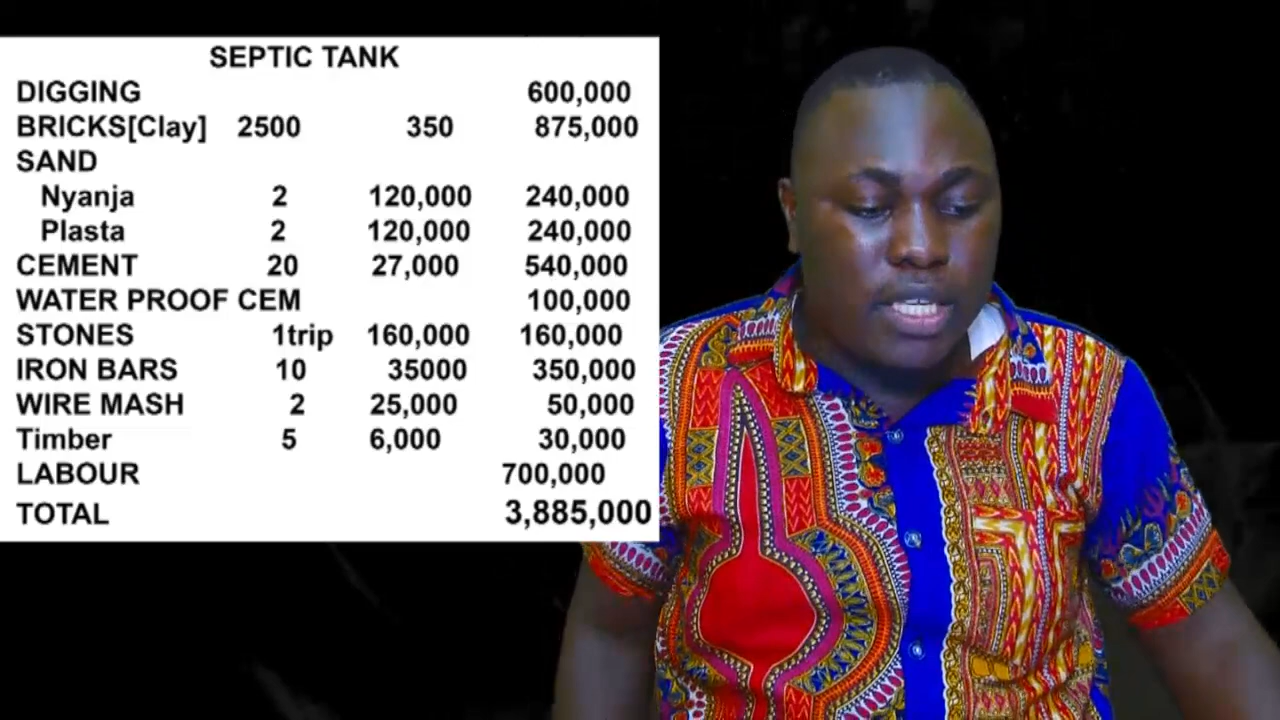 SEPTIC TANK
DIGGING 600,000
BRICKS[Clay] 2500 350 875,000
SAND
Nyanja 2 120,000 240,000
Plasta 2 120,000 240,000
CEMENT 20 27,000 540,000
WATER PROOF CEM 100,000
STONES 1trip 160,000 160,000
IRON BARS 10 35000 350,000
WIRE MASH 2 25,000 50,000
Timber 5 6,000 30,000
LABOUR 700,000
TOTAL 3,885,000